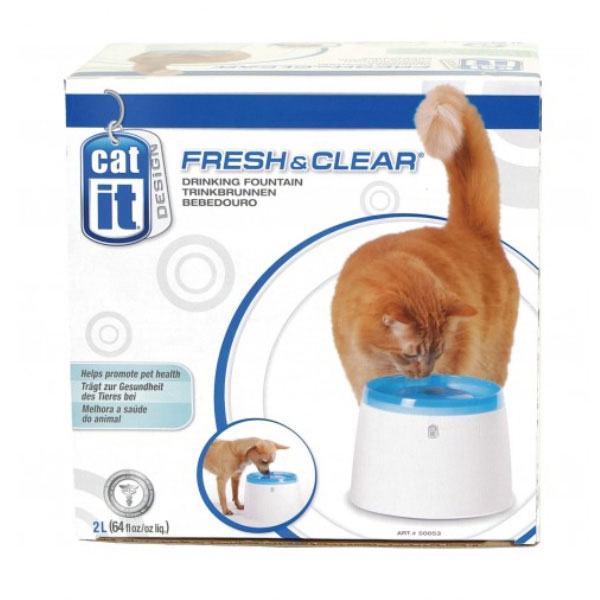 cat
it
DESiGN
FRESH & CLEAR®
DRINKING FOUNTAIN
TRINKBRUNNEN
BEBEDOURO
Helps promote pet health
Trägt zur Gesundheit
des Tieres bei
Melhora a saúde
do animal
it
2L (64 fl oz/oz liq.)
ART.# 50053